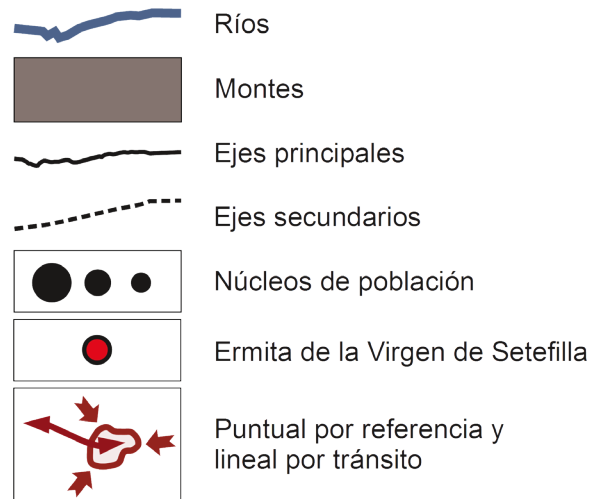 Ríos
Montes
Ejes principales
Ejes secundarios
Núcleos de población
Ermita de la Virgen de Setefilla
Puntual por referencia y
lineal por tránsito